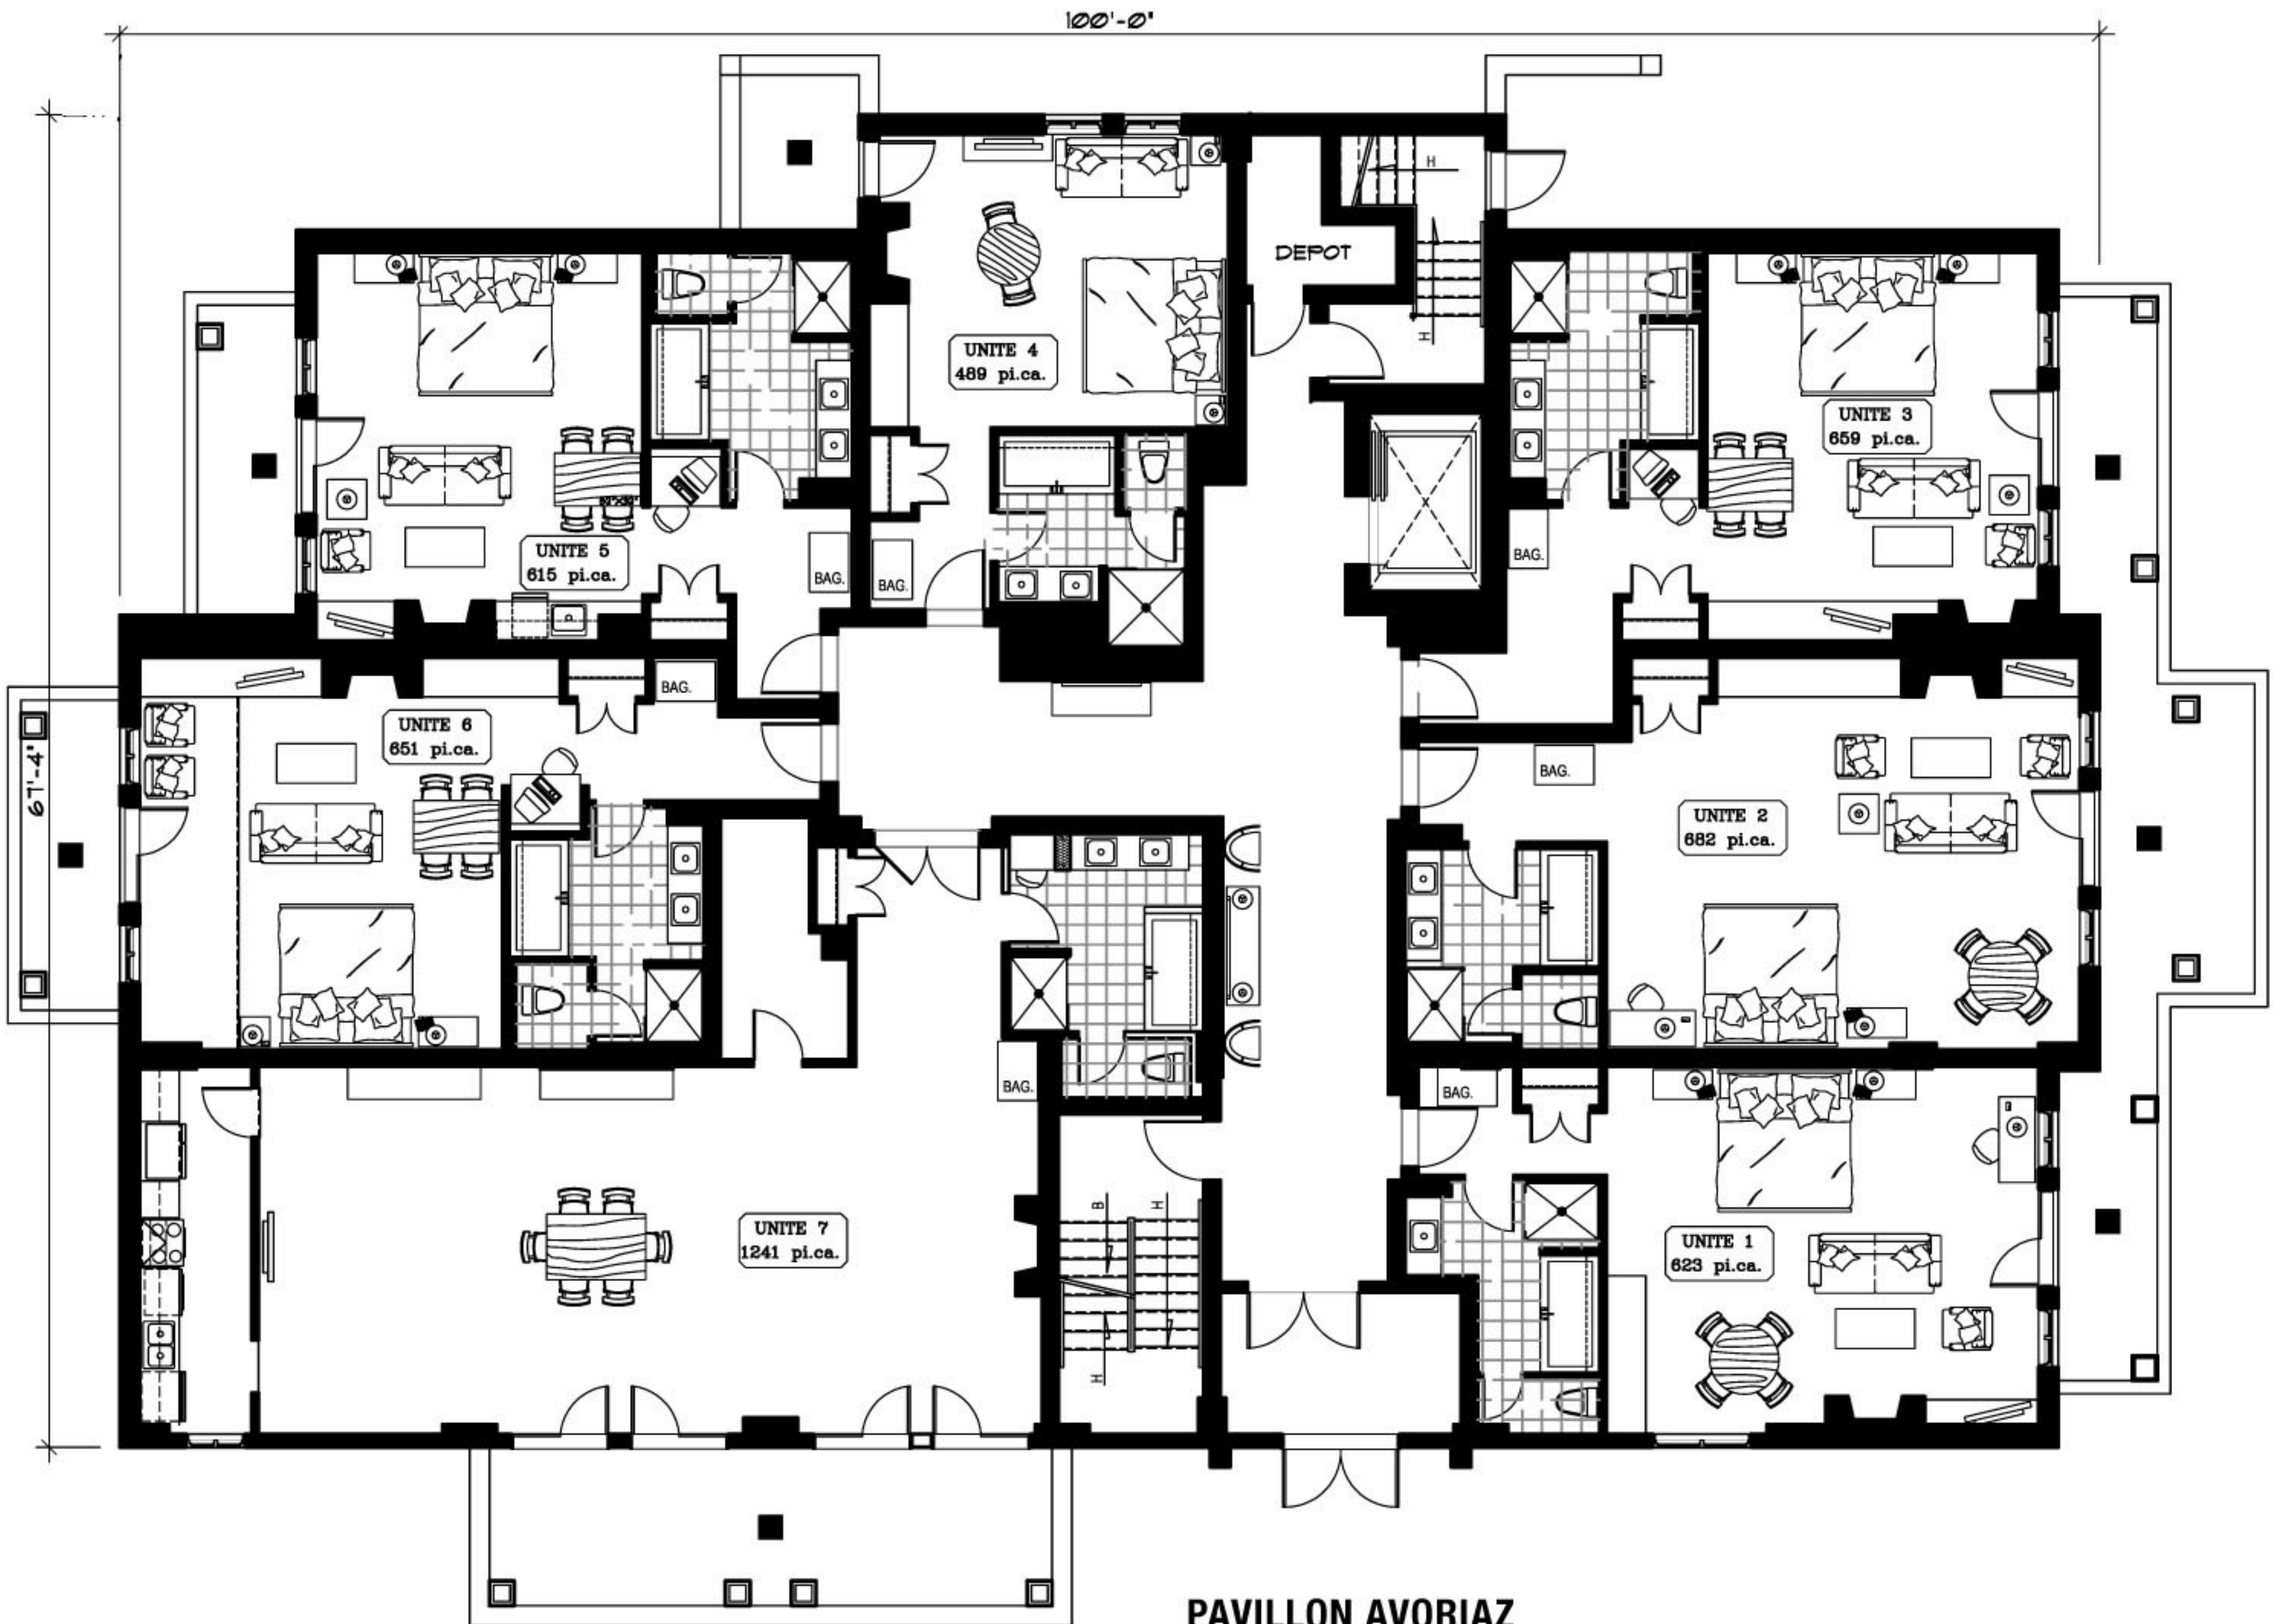 100'-0"
H
DEPOT
H
UNITE 4
489 pi.ca.
UNITE 3
659 pi.ca.
UNITE 5
615 pi.ca.
BAG.
BAG.
BAG.
BAG.
UNITE 6
651 pi.ca.
67'-4"
BAG.
UNITE 2
682 pi.ca.
BAG.
BAG.
B
H
UNITE 7
1241 pi.ca.
UNITE 1
623 pi.ca.
H
PAVILLON AVORIAZ